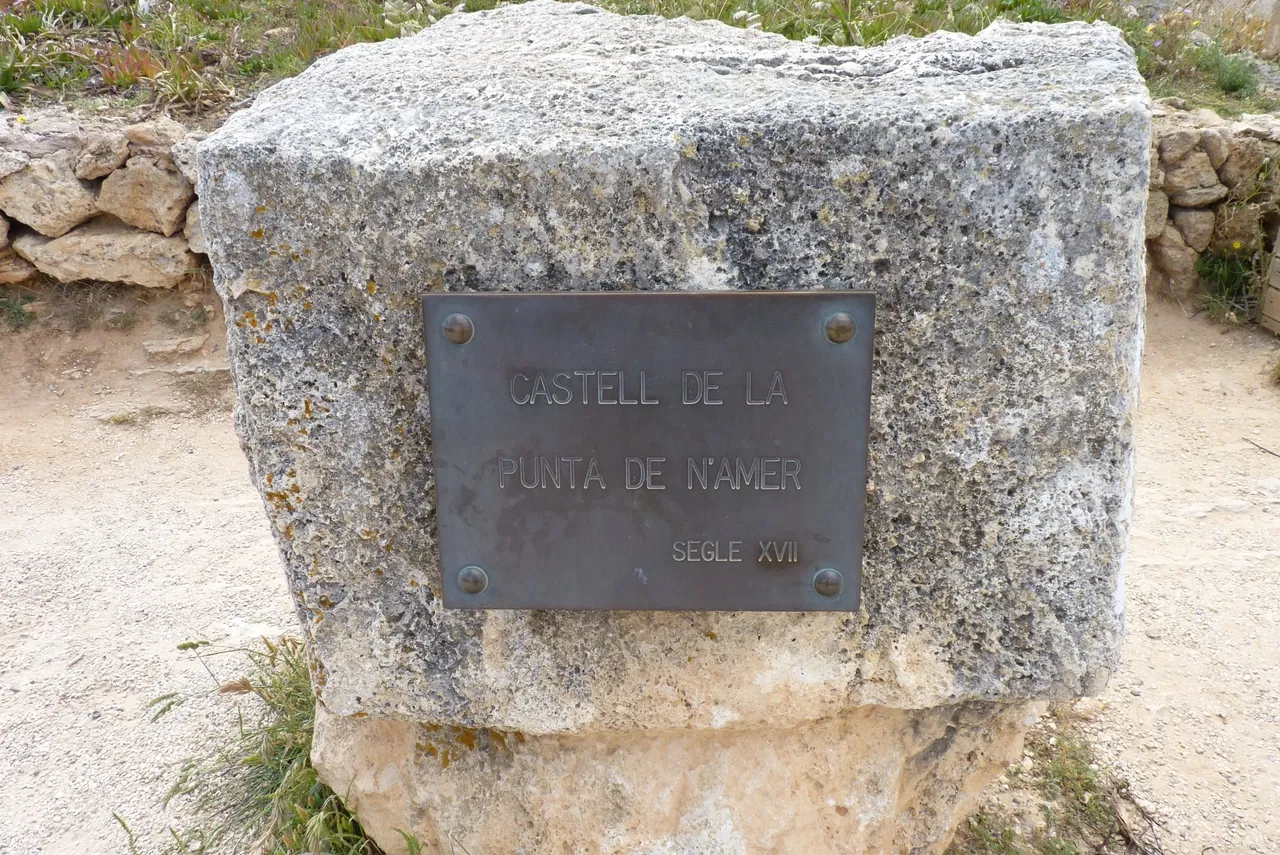 CASTELL DE LA
PUNTA DE N'AMER
SEGLE XVII